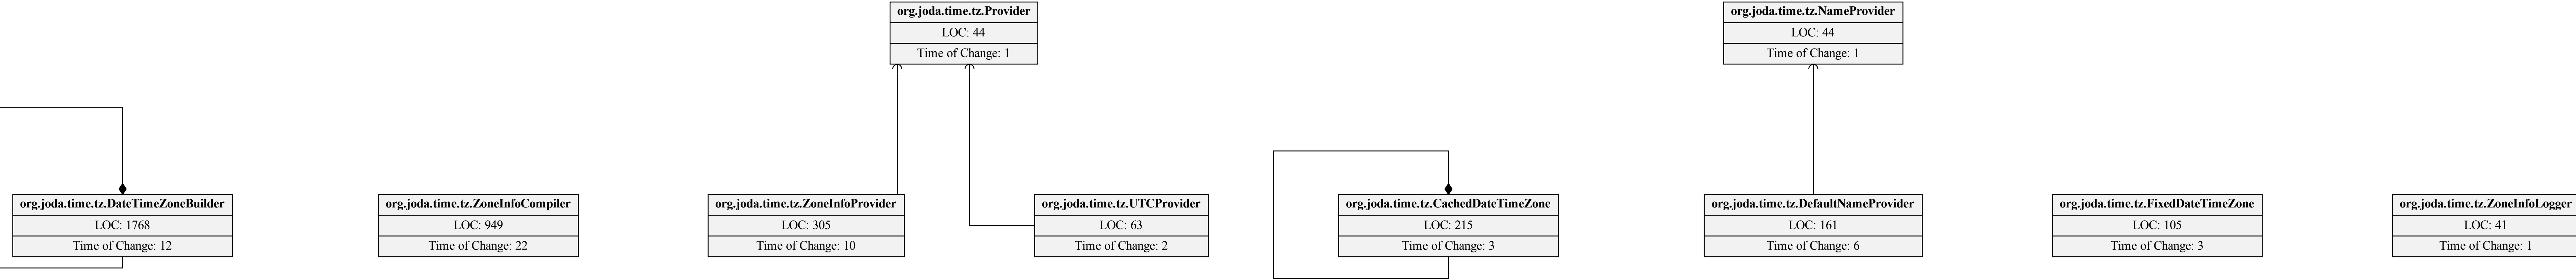 org.joda.time.tz.Provider
LOC: 44
Time of Change: 1
org.joda.time.tz.NameProvider
LOC: 44
Time of Change: 1
org.joda.time.tz.DateTimeZoneBuilder
LOC: 1768
Time of Change: 12
org.joda.time.tz.ZoneInfoCompiler
LOC: 949
Time of Change: 22
org.joda.time.tz.ZoneInfoProvider
LOC: 305
Time of Change: 10
org.joda.time.tz.UTCProvider
LOC: 63
Time of Change: 2
org.joda.time.tz.CachedDateTimeZone
LOC: 215
Time of Change: 3
org.joda.time.tz.DefaultNameProvider
LOC: 161
Time of Change: 6
org.joda.time.tz.FixedDateTimeZone
LOC: 105
Time of Change: 3
org.joda.time.tz.ZoneInfoLogger
LOC: 41
Time of Change: 1